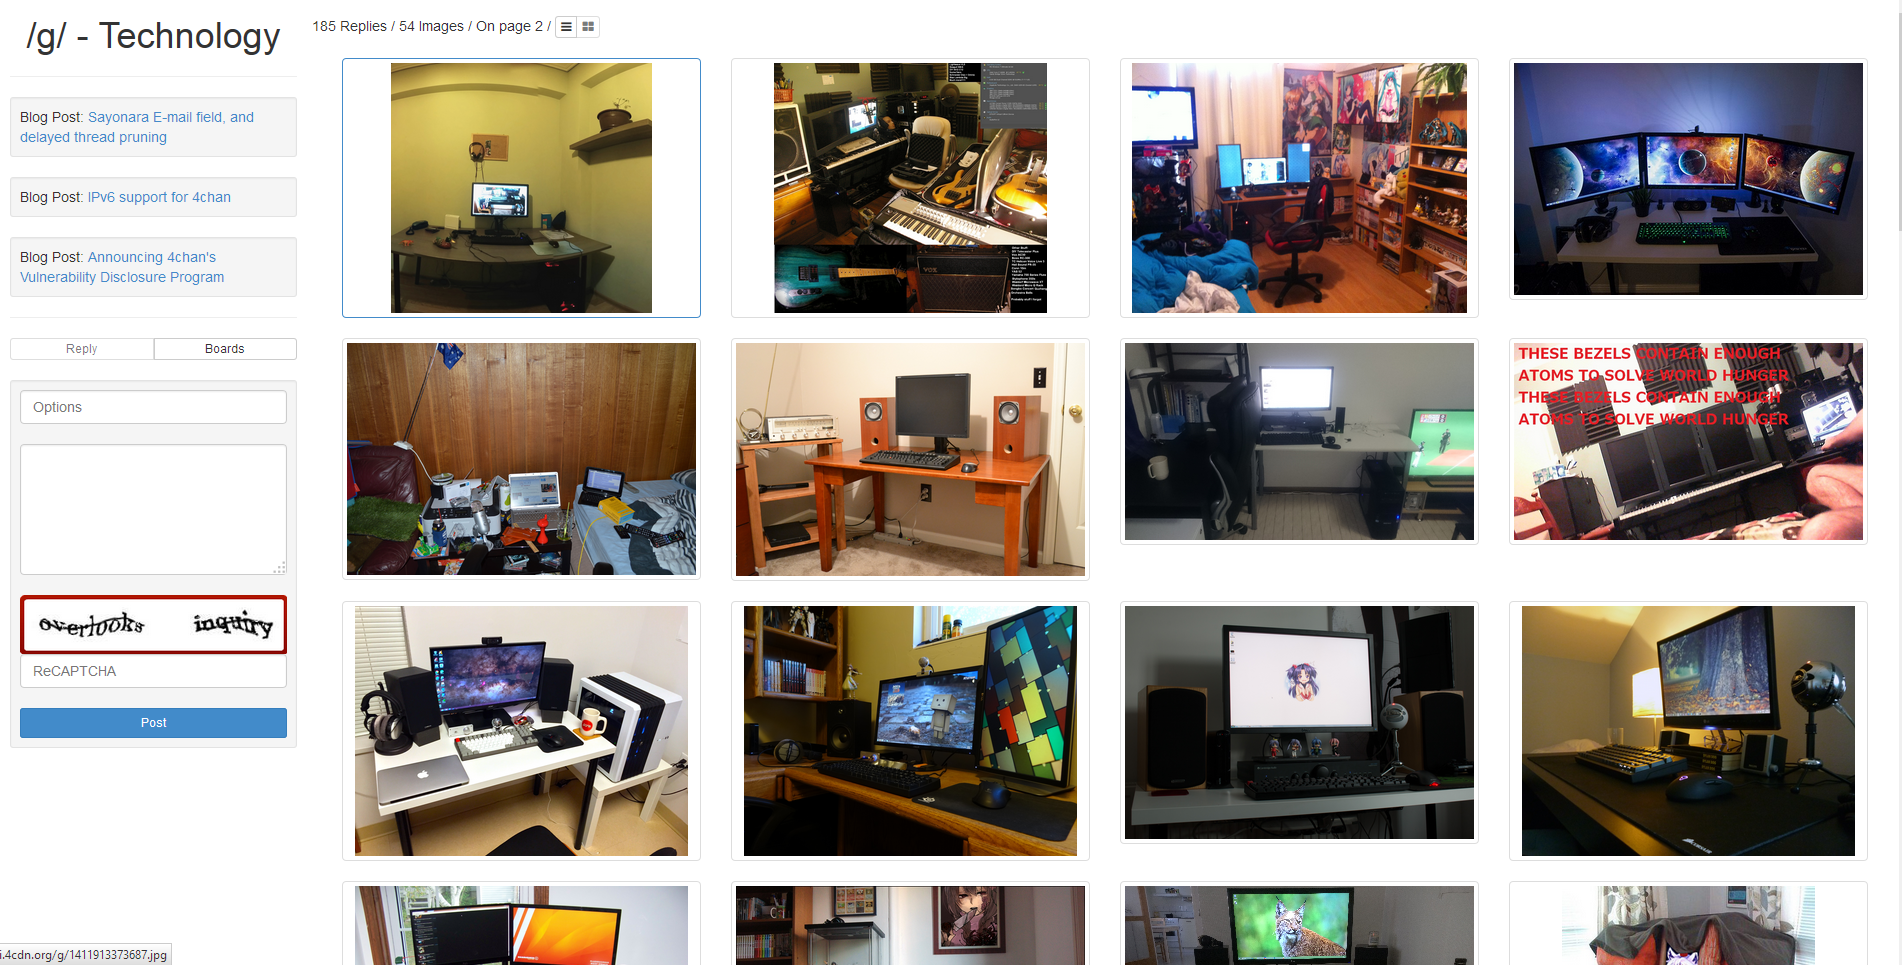 /g/ - Technology
185 Replies / 54 Images / On page 2 /
Blog Post: Sayonara E-mail field, and
delayed thread pruning
Blog Post: IPv6 support for 4chan
Blog Post: Announcing 4chan's
Vulnerability Disclosure Program
Reply
Boards
Options
overlooks inquiry
ReCAPTCHA
Post
VOX
THESE BEZELS CONTAIN ENOUGH
ATOMS TO SOLVE WORLD HUNGER
THESE BEZELS CONTAIN ENOUGH
ATOMS TO SOLVE WORLD HUNGER
i.4cdn.org/g/1411913373687.jpg